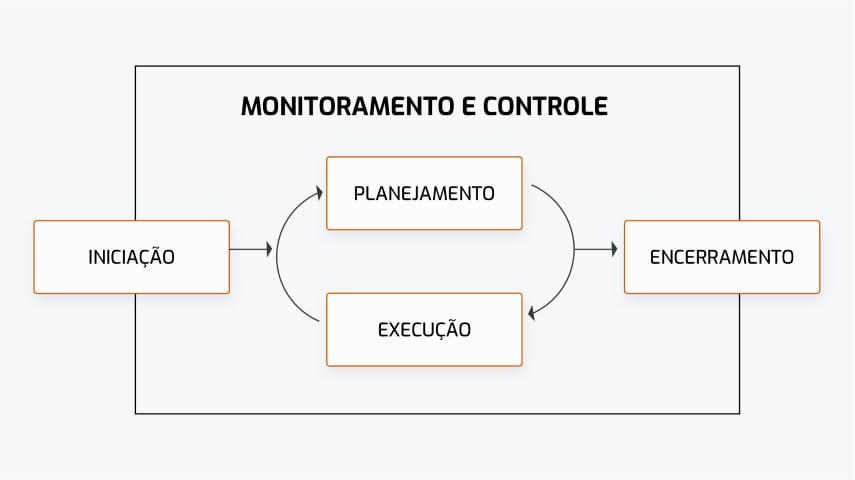 MONITORAMENTO E CONTROLE
PLANEJAMENTO
INICIAÇÃO
ENCERRAMENTO
EXECUÇÃO